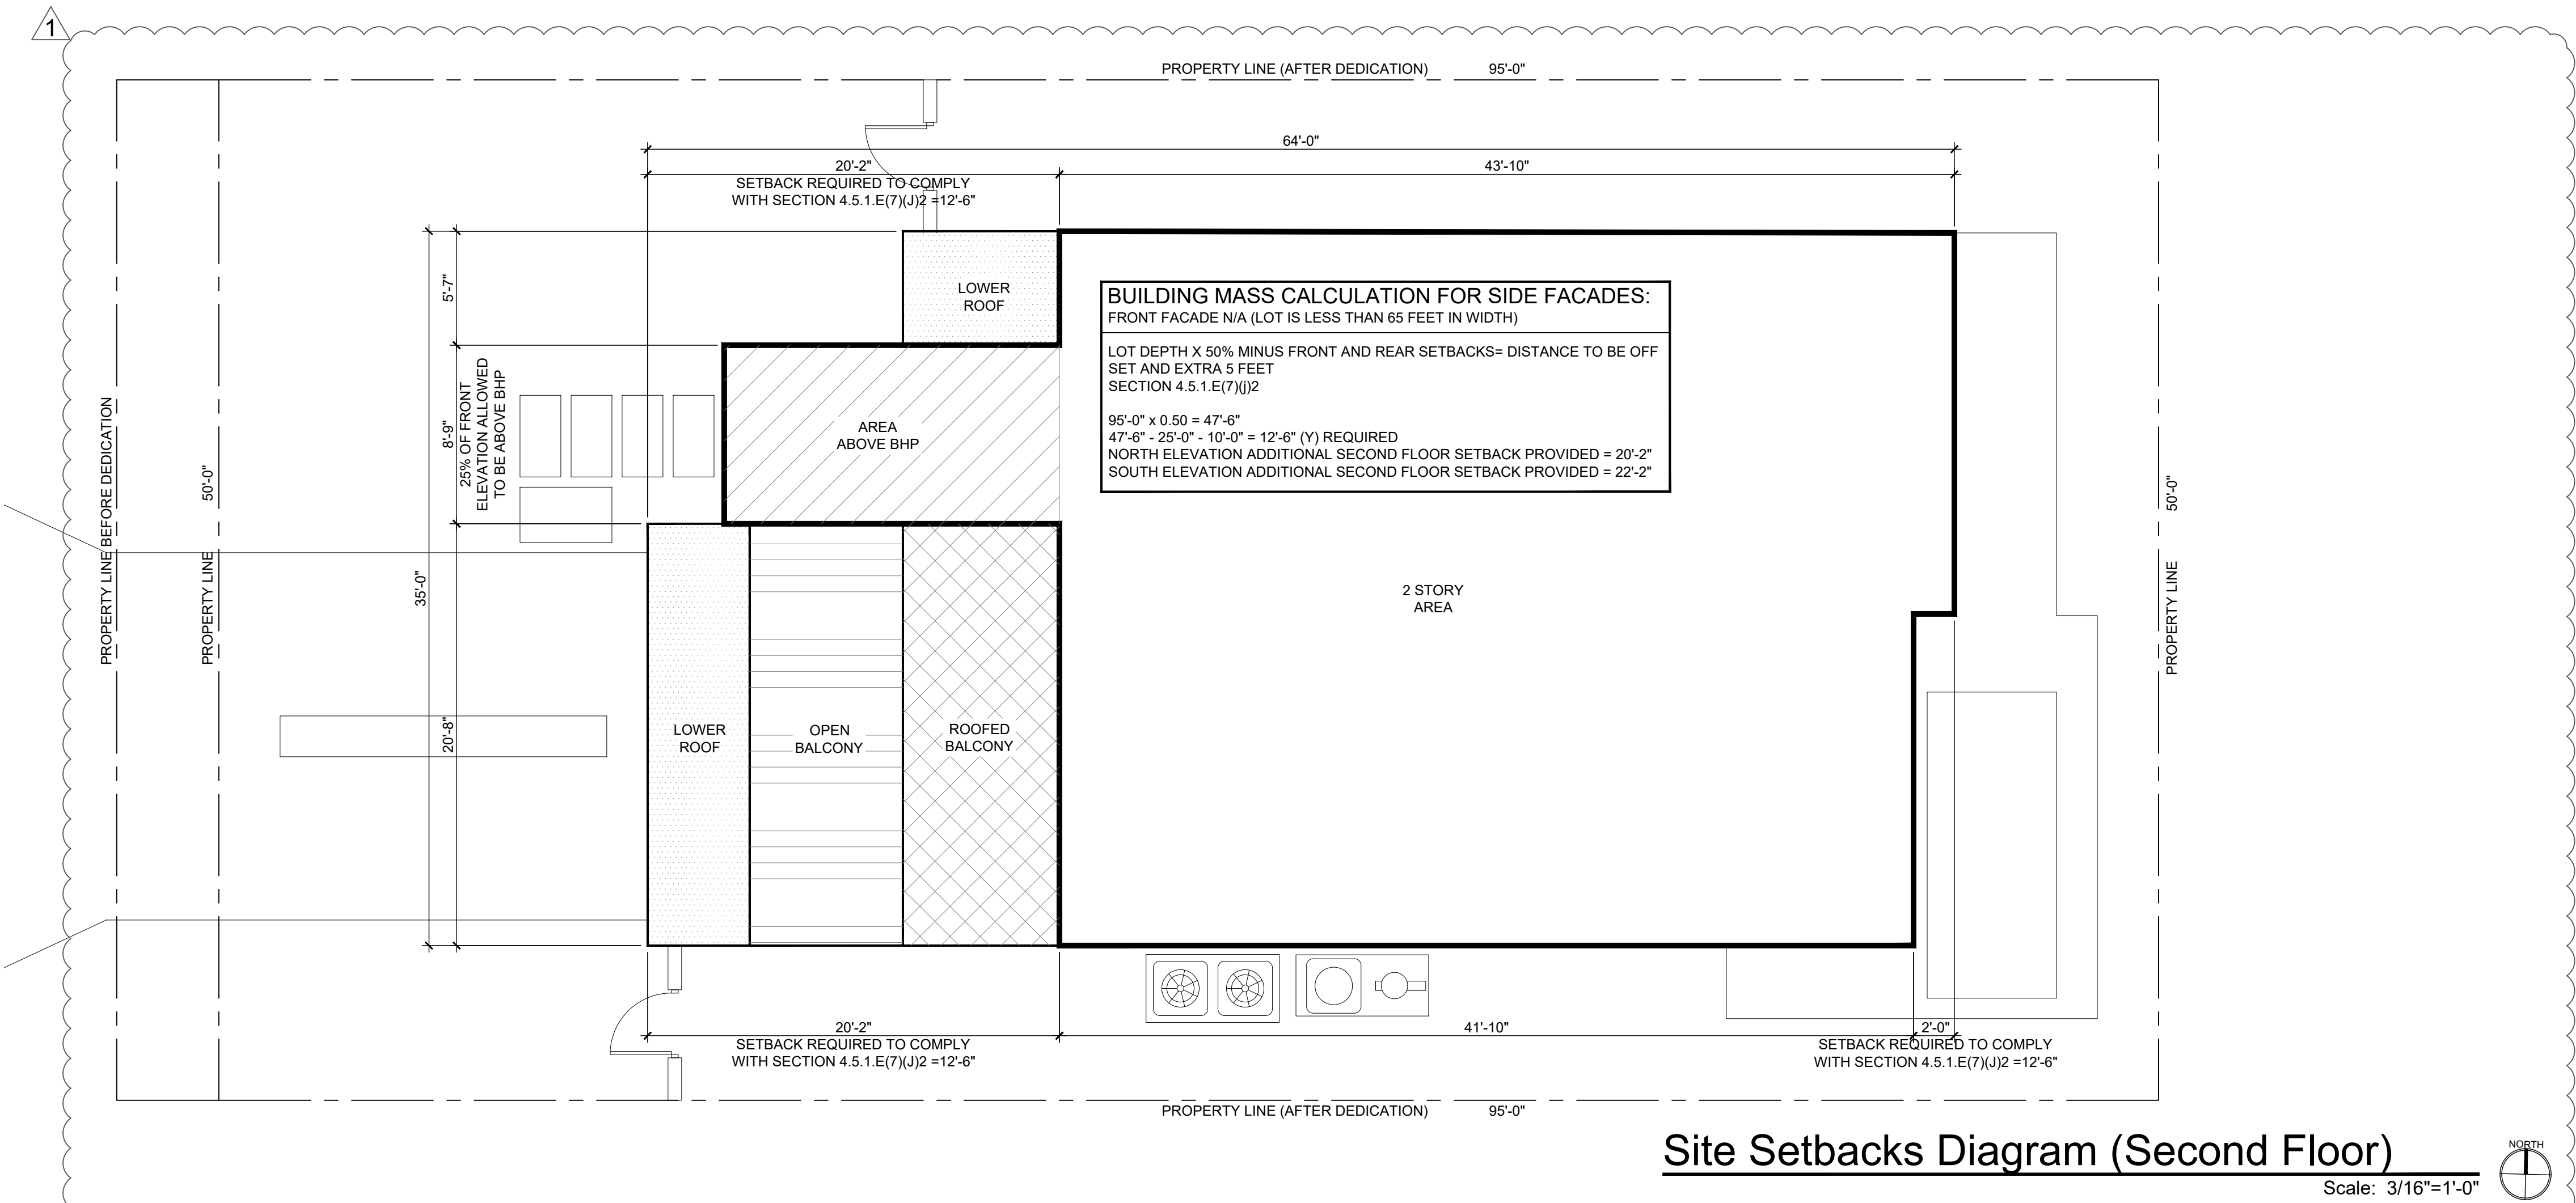 1
PROPERTY LINE (AFTER DEDICATION) 95'-0"
64'-0"
20'-2"
43'-10"
SETBACK REQUIRED TO COMPLY
WITH SECTION 4.5.1.E(7)(J)2 =12'-6"
5'-7"
LOWER
ROOF
BUILDING MASS CALCULATION FOR SIDE FACADES:
FRONT FACADE N/A (LOT IS LESS THAN 65 FEET IN WIDTH)
LOT DEPTH X 50% MINUS FRONT AND REAR SETBACKS= DISTANCE TO BE OFF
SET AND EXTRA 5 FEET
SECTION 4.5.1.E(7)(j)2
95'-0" x 0.50 = 47'-6"
47'-6" - 25'-0" - 10'-0" = 12'-6" (Y) REQUIRED
NORTH ELEVATION ADDITIONAL SECOND FLOOR SETBACK PROVIDED = 20'-2"
SOUTH ELEVATION ADDITIONAL SECOND FLOOR SETBACK PROVIDED = 22'-2"
PROPERTY LINE BEFORE DEDICATION
PROPERTY LINE 50'-0"
35'-0"
8'-9"
25% OF FRONT
ELEVATION ALLOWED
TO BE ABOVE BHP
AREA
ABOVE BHP
2 STORY
AREA
PROPERTY LINE 50'-0"
20'-8"
LOWER
ROOF
OPEN
BALCONY
ROOFED
BALCONY
20'-2"
41'-10"
2'-0"
SETBACK REQUIRED TO COMPLY
WITH SECTION 4.5.1.E(7)(J)2 =12'-6"
SETBACK REQUIRED TO COMPLY
WITH SECTION 4.5.1.E(7)(J)2 =12'-6"
PROPERTY LINE (AFTER DEDICATION) 95'-0"
Site Setbacks Diagram (Second Floor)
Scale: 3/16"=1'-0"
NORTH